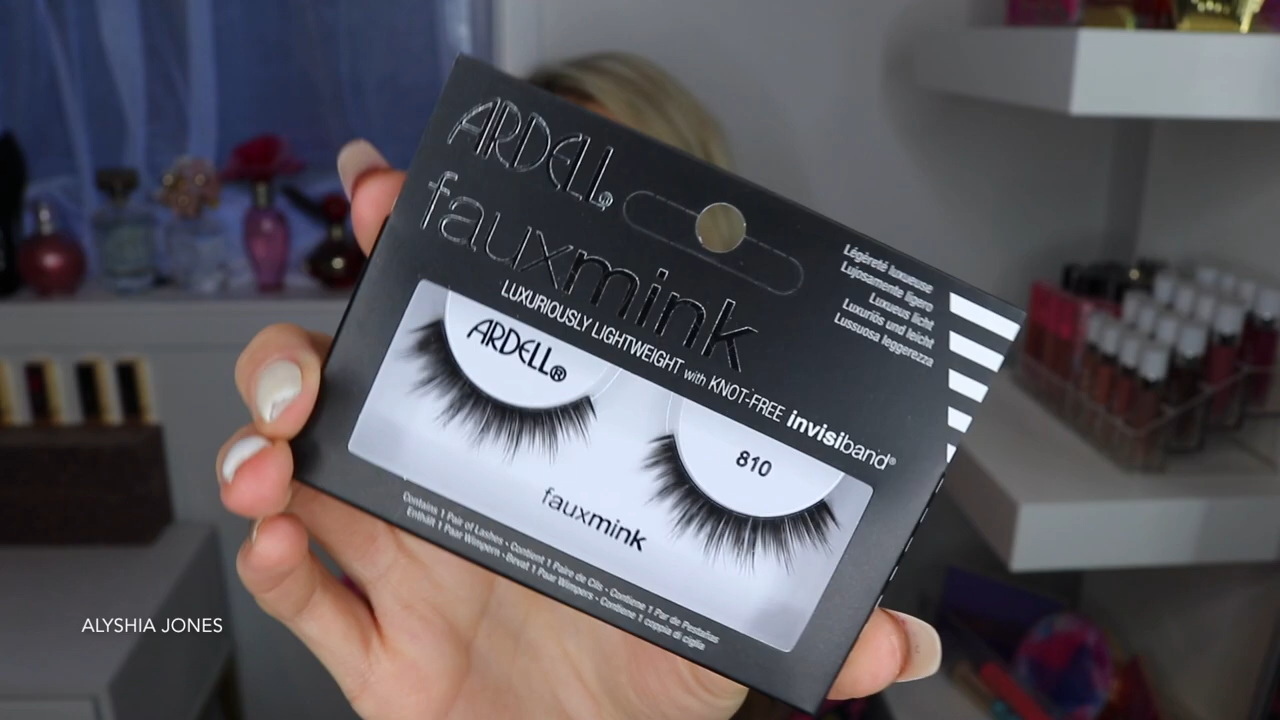 ARDELL®
fauxmink
LUXURIOUSLY LIGHTWEIGHT with KNOT-FREE invisiband®
Légèreté luxueuse
Lujosamente ligero
Luxueus licht
Luxuriös und leicht
Lussuosa leggerezza
ARDELL®
810
fauxmink
Contains 1 Pair of Lashes - Contient 1 Paire de Cils - Contiene 1 Par de Pestañas
Enthält 1 Paar Wimpern - Bevat 1 Paar Wimpers - Contiene 1 coppia di ciglia
ALYSHIA JONES